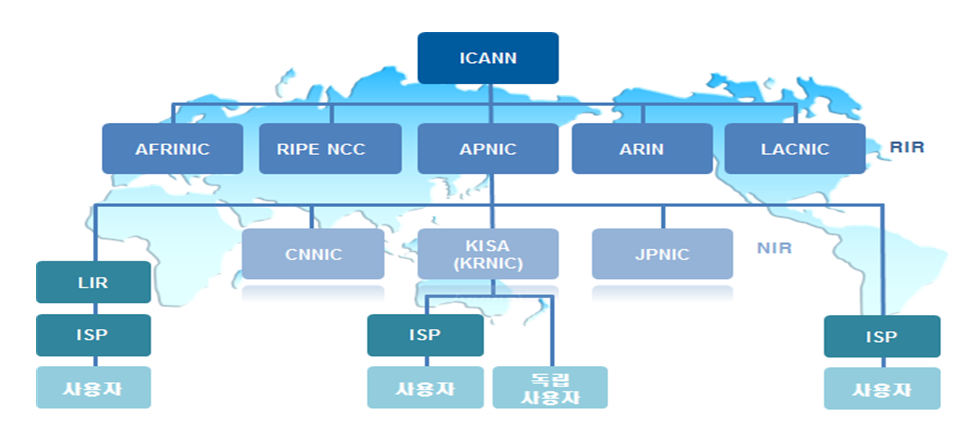 ICANN
AFRINIC
RIPE NCC
APNIC
ARIN
LACNIC
RIR
CNNIC
KISA
(KRNIC)
JPNIC
NIR
LIR
ISP
사용자
ISP
사용자
독립
사용자
ISP
사용자